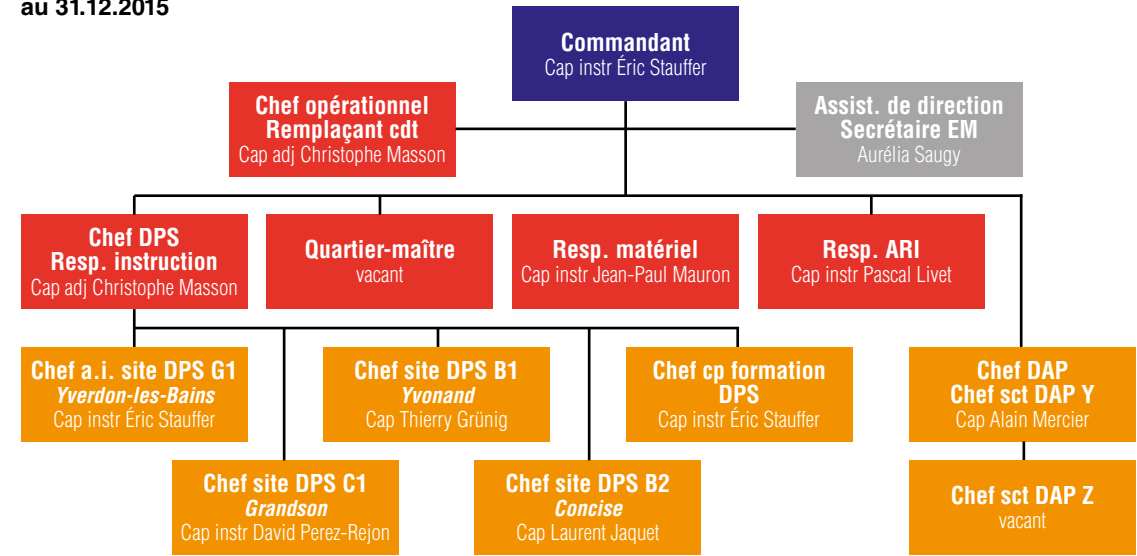 au 31.12.2015
Commandant
Cap instr Éric Stauffer
Chef opérationnel
Remplaçant cdt
Cap adj Christophe Masson
Assist. de direction
Secrétaire EM
Aurélia Saugy
Chef DPS
Resp. instruction
Cap adj Christophe Masson
Quartier-maître
vacant
Resp. matériel
Cap instr Jean-Paul Mauron
Resp. ARI
Cap instr Pascal Livet
Chef a.i. site DPS G1
Yverdon-les-Bains
Cap instr Éric Stauffer
Chef site DPS B1
Yvonand
Cap Thierry Grünig
Chef cp formation
DPS
Cap instr Éric Stauffer
Chef DAP
Chef sct DAP Y
Cap Alain Mercier
Chef site DPS C1
Grandson
Cap instr David Perez-Rejon
Chef site DPS B2
Concise
Cap Laurent Jaquet
Chef sct DAP Z
vacant